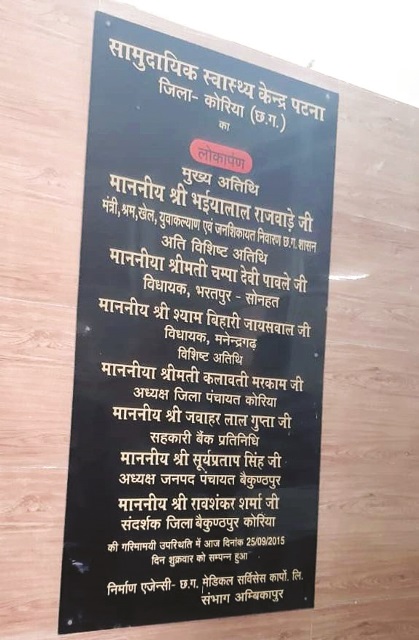 सामुदायिक स्वास्थ्य केन्द्र पटना
जिला- कोरिया (छ.ग.)
का
लोकार्पण
मुख्य अतिथि
माननीय श्री भईयालाल राजवाड़े जी
मंत्री, श्रम, खेल, युवाकल्याण एवं जनशिकायत निवारण छ.ग. शासन
अति विशिष्ट अतिथि
माननीया श्रीमती चम्पा देवी पावले जी
विधायक, भरतपुर - सोनहत
माननीय श्री श्याम बिहारी जायसवाल जी
विधायक, मनेन्द्रगढ़
विशिष्ट अतिथि
माननीया श्रीमती कलावती मरकाम जी
अध्यक्ष जिला पंचायत कोरिया
माननीय श्री जवाहर लाल गुप्ता जी
सहकारी बैंक प्रतिनिधि
माननीय श्री सूर्यप्रताप सिंह जी
अध्यक्ष जनपद पंचायत बैकुण्ठपुर
माननीय श्री रावशंकर शर्मा जी
संदर्शक जिला बैकुण्ठपुर कोरिया
की गरिमामयी उपस्थिति में आज दिनांक 25/09/2015
दिन शुक्रवार को सम्पन्न हुआ
निर्माण एजेन्सी- छ.ग. मेडिकल सर्विसेस कार्पो. लि.
संभाग अम्बिकापुर